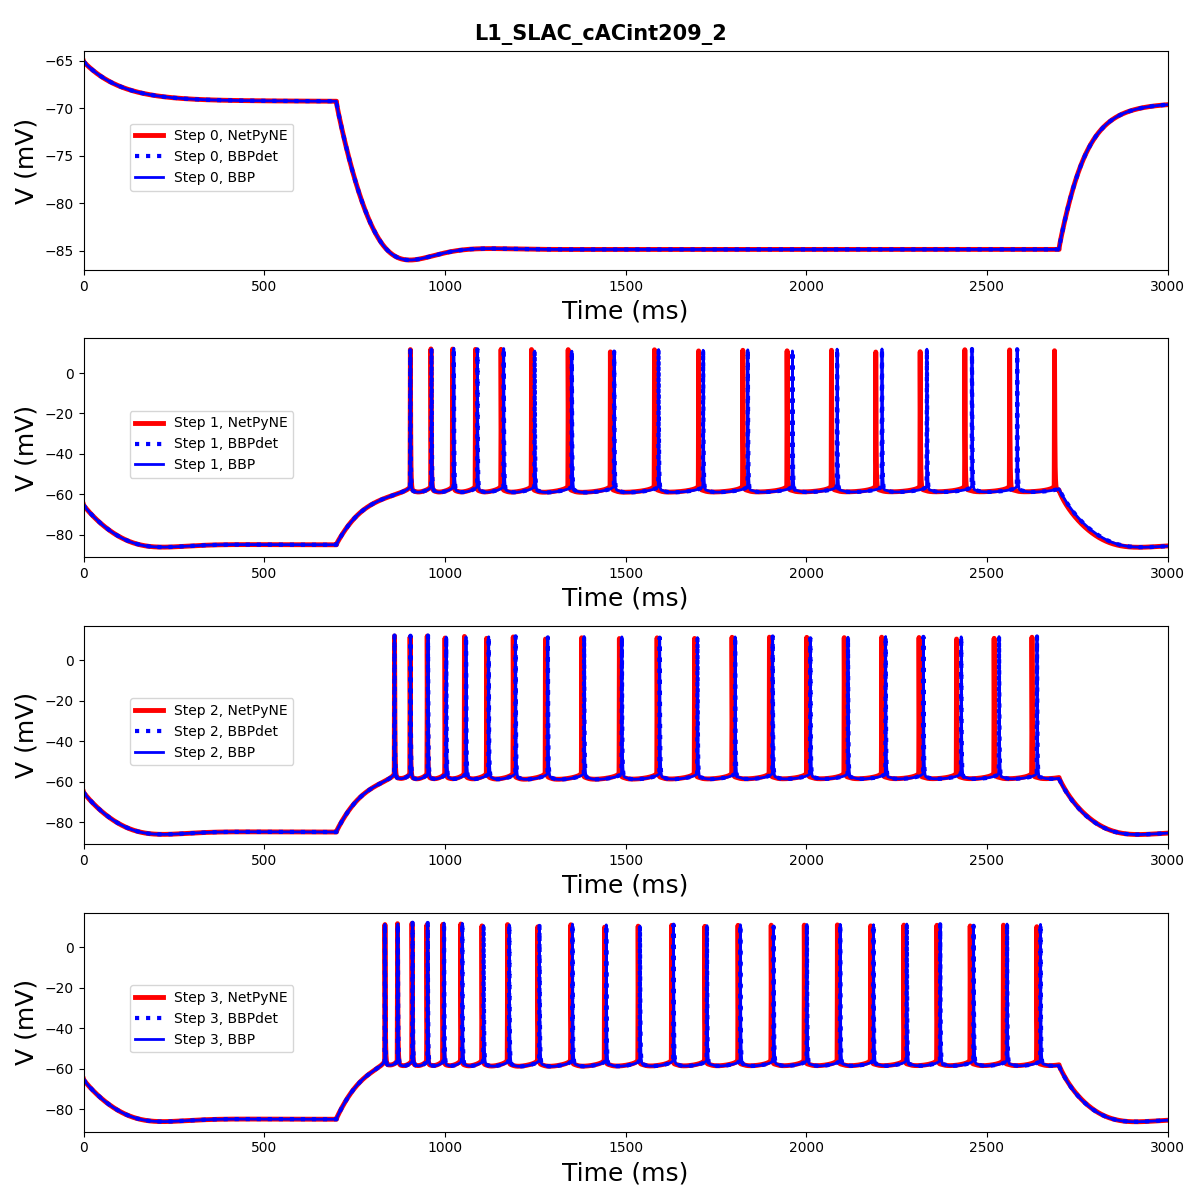 L1_SLAC_cACint209_2
−65
−70
−75
−80
−85
V (mV)
Step 0, NetPyNE
Step 0, BBPdet
Step 0, BBP
0 500 1000 1500 2000 2500 3000
Time (ms)
0
−20
−40
−60
−80
V (mV)
Step 1, NetPyNE
Step 1, BBPdet
Step 1, BBP
0 500 1000 1500 2000 2500 3000
Time (ms)
0
−20
−40
−60
−80
V (mV)
Step 2, NetPyNE
Step 2, BBPdet
Step 2, BBP
0 500 1000 1500 2000 2500 3000
Time (ms)
0
−20
−40
−60
−80
V (mV)
Step 3, NetPyNE
Step 3, BBPdet
Step 3, BBP
0 500 1000 1500 2000 2500 3000
Time (ms)